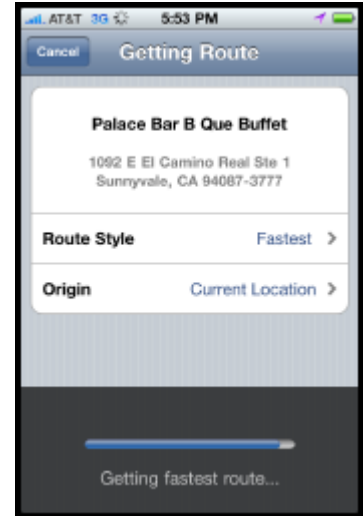 AT&T 3G 5:53 PM
Cancel Getting Route
Palace Bar B Que Buffet
1092 E El Camino Real Ste 1
Sunnyvale, CA 94087-3777
Route Style Fastest >
Origin Current Location >
Getting fastest route...